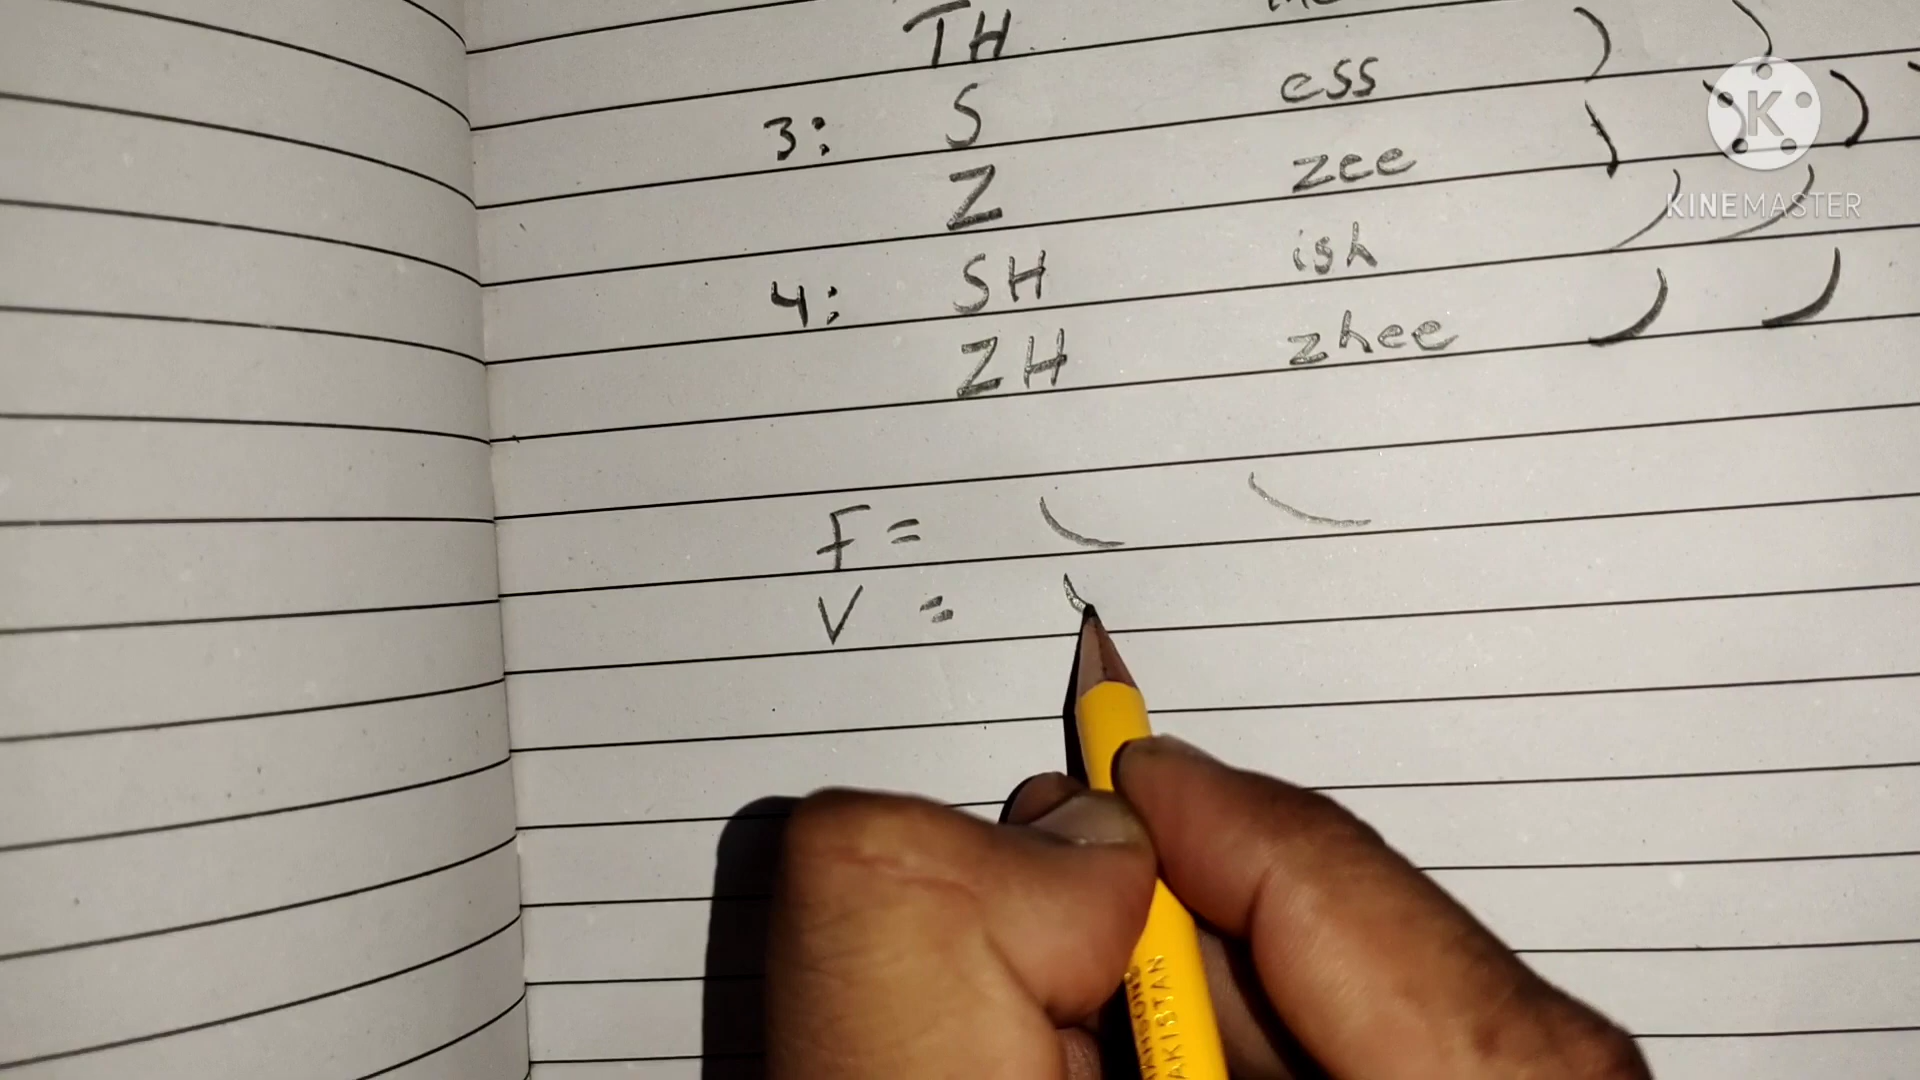 TH
3: S ess
Z zee
4: SH ish
ZH zhee
F =
V =
KINEMASTER
K